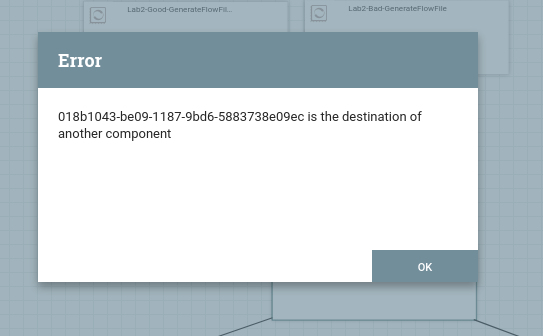 Lab2-Good-GenerateFlowFil...
Lab2-Bad-GenerateFlowFile
Error
018b1043-be09-1187-9bd6-5883738e09ec is the destination of
another component
OK